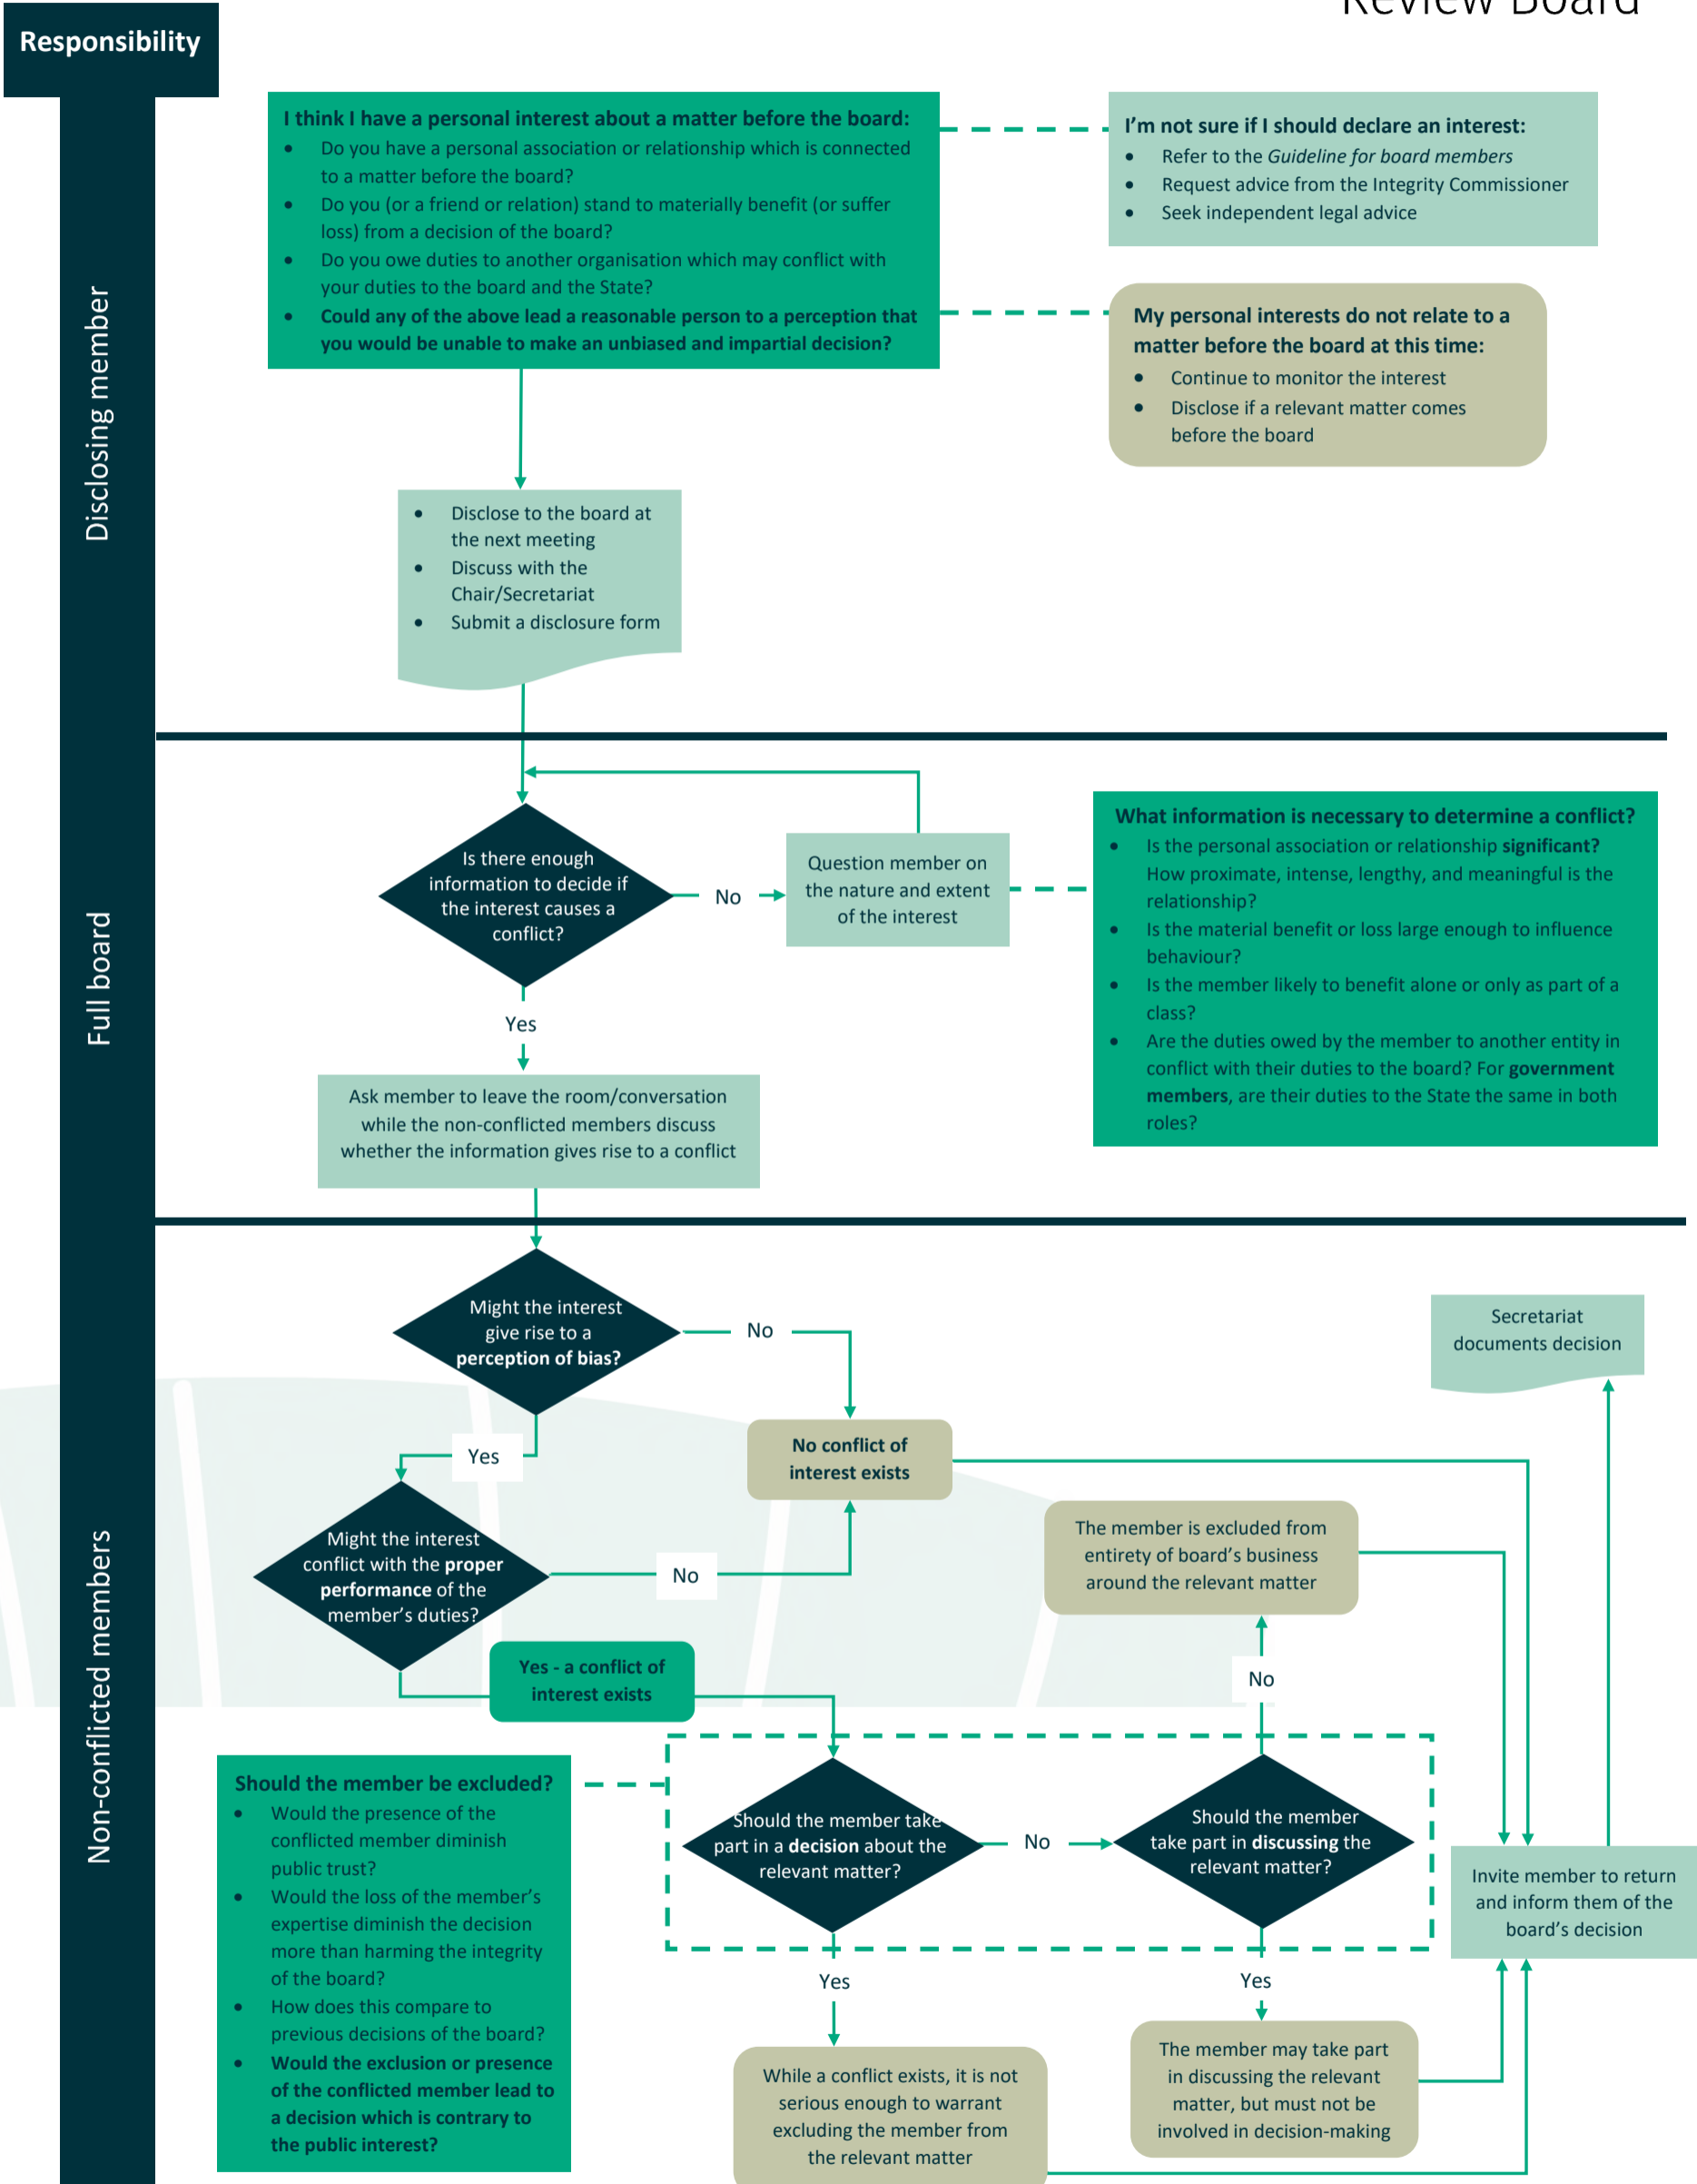 Review Board
Responsibility
Disclosing member
I think I have a personal interest about a matter before the board:
• Do you have a personal association or relationship which is connected
to a matter before the board?
• Do you (or a friend or relation) stand to materially benefit (or suffer
loss) from a decision of the board?
• Do you owe duties to another organisation which may conflict with
your duties to the board and the State?
• Could any of the above lead a reasonable person to a perception that
you would be unable to make an unbiased and impartial decision?
I'm not sure if I should declare an interest:
• Refer to the Guideline for board members
• Request advice from the Integrity Commissioner
• Seek independent legal advice
My personal interests do not relate to a
matter before the board at this time:
• Continue to monitor the interest
• Disclose if a relevant matter comes
before the board
• Disclose to the board at
the next meeting
• Discuss with the
Chair/Secretariat
• Submit a disclosure form
Full board
Is there enough
information to decide if
the interest causes a
conflict?
No
Question member on
the nature and extent
of the interest
What information is necessary to determine a conflict?
• Is the personal association or relationship significant?
How proximate, intense, lengthy, and meaningful is the
relationship?
• Is the material benefit or loss large enough to influence
behaviour?
• Is the member likely to benefit alone or only as part of a
class?
• Are the duties owed by the member to another entity in
conflict with their duties to the board? For government
members, are their duties to the State the same in both
roles?
Yes
Ask member to leave the room/conversation
while the non-conflicted members discuss
whether the information gives rise to a conflict
Non-conflicted members
Might the interest
give rise to a
perception of bias?
No
Secretariat
documents decision
Yes
No conflict of
interest exists
Might the interest
conflict with the proper
performance of the
member's duties?
No
The member is excluded from
entirety of board's business
around the relevant matter
Yes - a conflict of
interest exists
No
Should the member be excluded?
• Would the presence of the
conflicted member diminish
public trust?
• Would the loss of the member's
expertise diminish the decision
more than harming the integrity
of the board?
• How does this compare to
previous decisions of the board?
• Would the exclusion or presence
of the conflicted member lead to
a decision which is contrary to
the public interest?
Should the member take
part in a decision about the
relevant matter?
No
Should the member
take part in discussing the
relevant matter?
Invite member to return
and inform them of the
board's decision
Yes
Yes
While a conflict exists, it is not
serious enough to warrant
excluding the member from
the relevant matter
The member may take part
in discussing the relevant
matter, but must not be
involved in decision-making